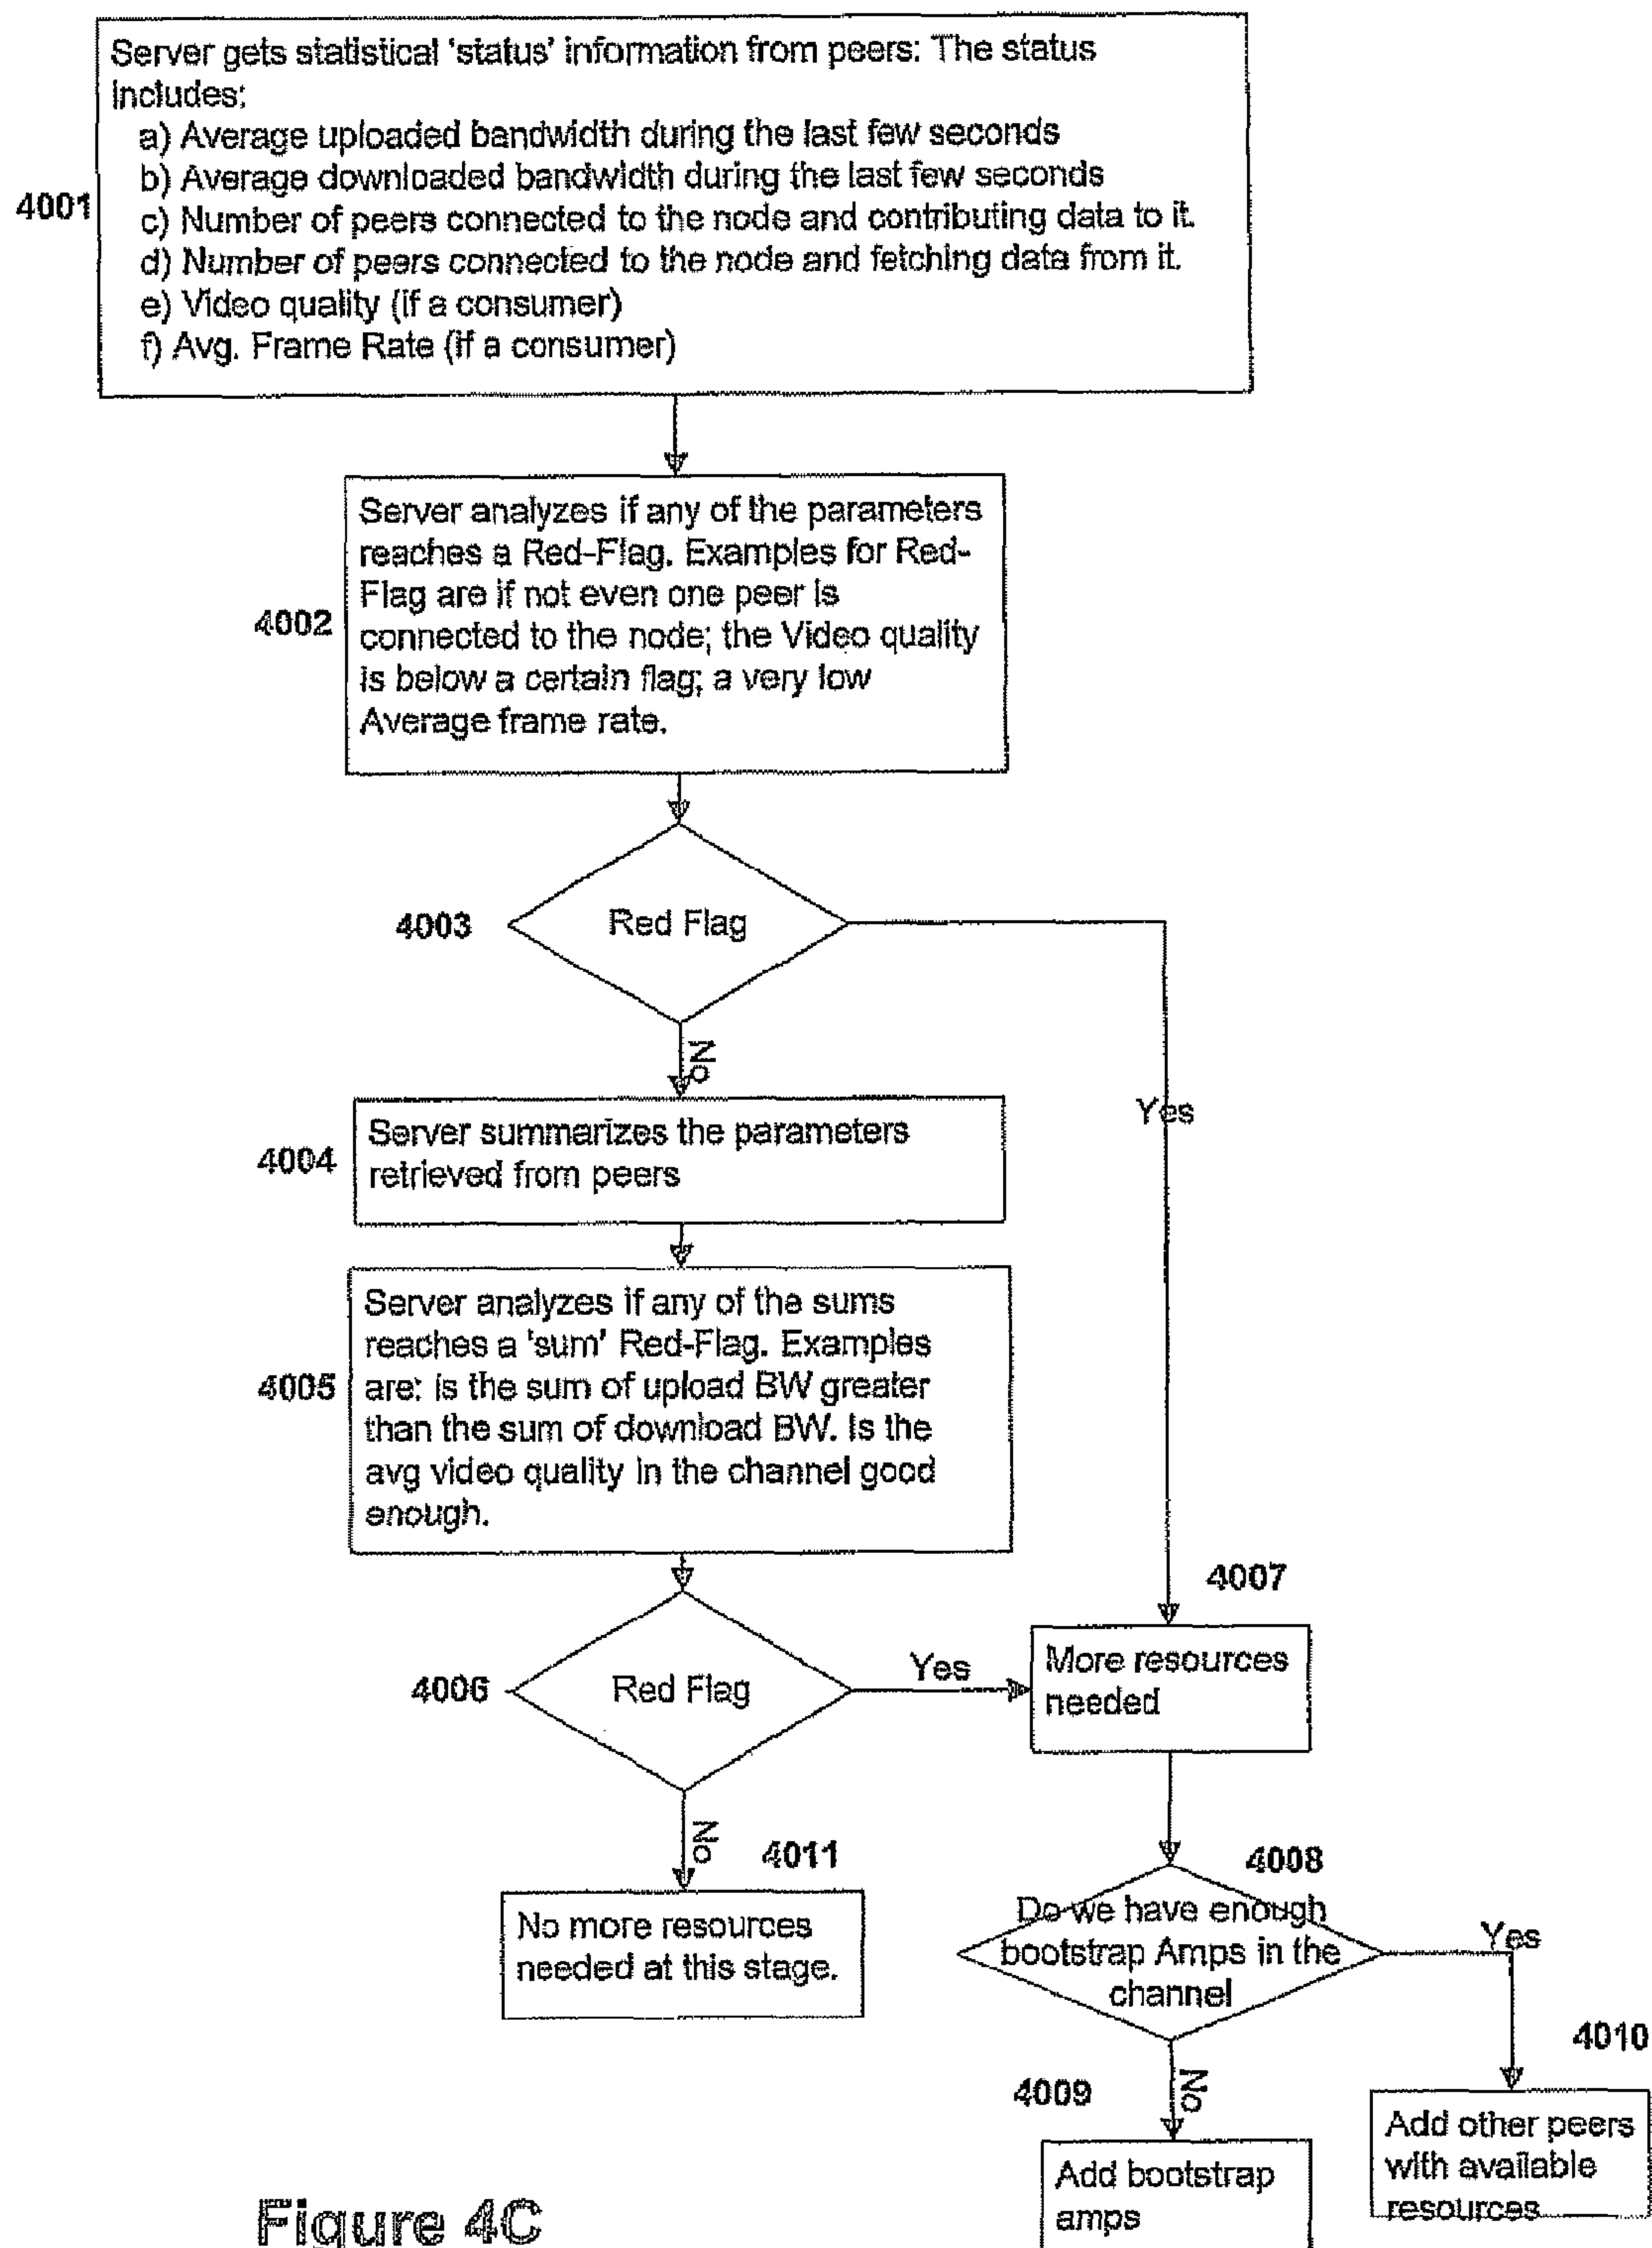 Server gets statistical 'status' information from peers: The status
includes:
a) Average uploaded bandwidth during the last few seconds
b) Average downloaded bandwidth during the last few seconds
4001
c) Number of peers connected to the node and contributing data to it.
d) Number of peers connected to the node and fetching data from it.
e) Video quality (if a consumer)
f) Avg. Frame Rate (if a consumer)
Server analyzes if any of the parameters
reaches a Red-Flag. Examples for Red-
Flag are if not even one peer is
4002
connected to the node; the Video quality
is below a certain flag; a very low
Average frame rate.
4003
Red Flag
No
Yes
4004
Server summarizes the parameters
retrieved from peers
Server analyzes if any of the sums
reaches a 'sum' Red-Flag. Examples
4005
are: Is the sum of upload BW greater
than the sum of download BW. Is the
avg video quality in the channel good
enough.
4006
Red Flag
Yes
4007
More resources
needed
No
4011
No more resources
needed at this stage.
4008
Do we have enough
bootstrap Amps in the
channel
Yes
4010
Add other peers
with available
resources
No
4009
Add bootstrap
amps
Figure 4C